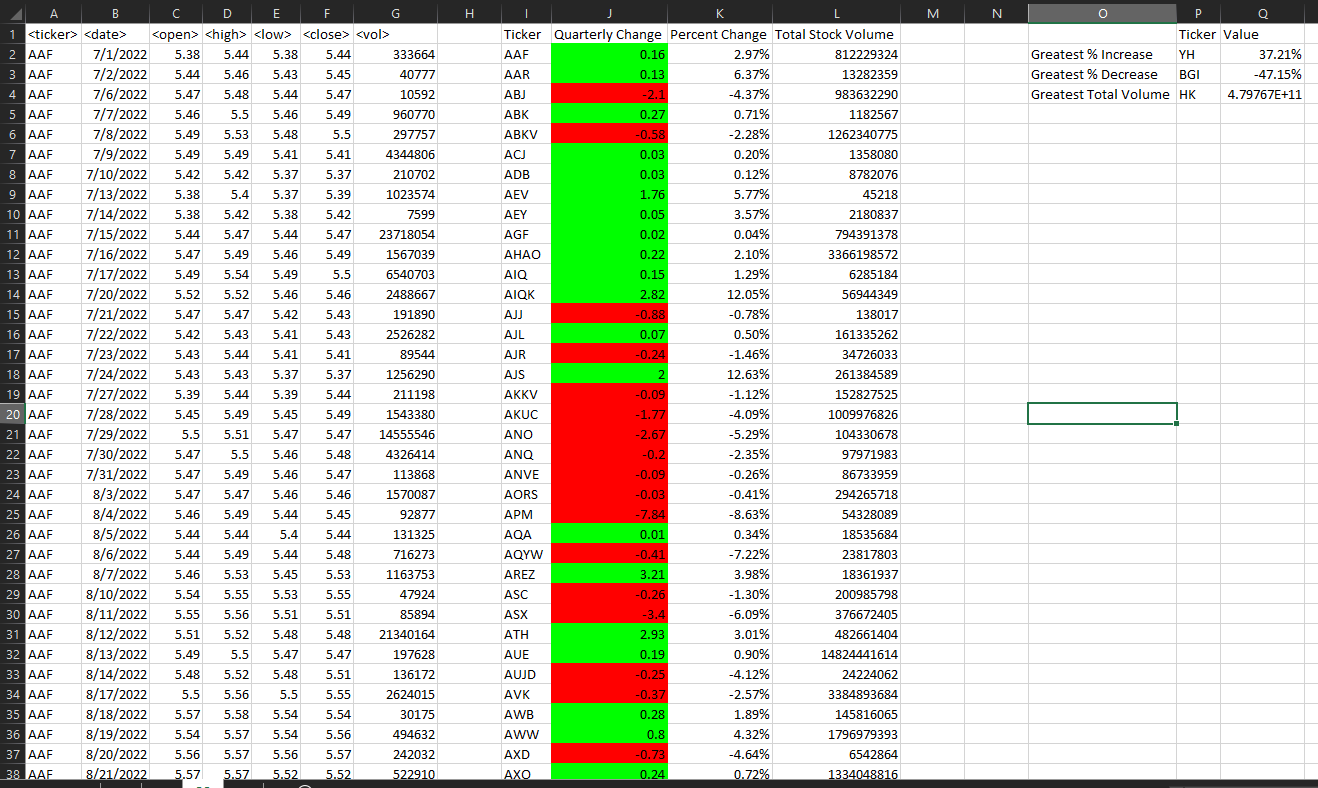 A B C D E F G H I J K L M N O P Q
1 <ticker> <date> <open> <high> <low> <close> <vol> Ticker Quarterly Change Percent Change Total Stock Volume Ticker Value
2 AAF 7/1/2022 5.38 5.44 5.38 5.44 333664 AAF 0.16 2.97% 812229324 Greatest % Increase YH 37.21%
3 AAF 7/2/2022 5.44 5.46 5.43 5.45 40777 AAR 0.13 6.37% 13282359 Greatest % Decrease BGI -47.15%
4 AAF 7/6/2022 5.47 5.48 5.44 5.47 10592 ABJ -2.1 -4.37% 983632290 Greatest Total Volume HK 4.79767E+11
5 AAF 7/7/2022 5.46 5.5 5.46 5.49 960770 ABK 0.27 0.71% 1182567
6 AAF 7/8/2022 5.49 5.53 5.48 5.5 297757 ABKV -0.58 -2.28% 1262340775
7 AAF 7/9/2022 5.49 5.49 5.41 5.41 4344806 ACJ 0.03 0.20% 1358080
8 AAF 7/10/2022 5.42 5.42 5.37 5.37 210702 ADB 0.03 0.12% 8782076
9 AAF 7/13/2022 5.38 5.4 5.37 5.39 1023574 AEV 1.76 5.77% 45218
10 AAF 7/14/2022 5.38 5.42 5.38 5.42 7599 AEY 0.05 3.57% 2180837
11 AAF 7/15/2022 5.44 5.47 5.44 5.47 23718054 AGF 0.02 0.04% 794391378
12 AAF 7/16/2022 5.47 5.49 5.46 5.49 1567039 AHAO 0.22 2.10% 3366198572
13 AAF 7/17/2022 5.49 5.54 5.49 5.5 6540703 AIQ 0.15 1.29% 6285184
14 AAF 7/20/2022 5.52 5.52 5.46 5.46 2488667 AIQK 2.82 12.05% 56944349
15 AAF 7/21/2022 5.47 5.47 5.42 5.43 191890 AJJ -0.88 -0.78% 138017
16 AAF 7/22/2022 5.42 5.43 5.41 5.43 2526282 AJL 0.07 0.50% 161335262
17 AAF 7/23/2022 5.43 5.44 5.41 5.41 89544 AJR -0.24 -1.46% 34726033
18 AAF 7/24/2022 5.43 5.43 5.37 5.37 1256290 AJS 2 12.63% 261384589
19 AAF 7/27/2022 5.39 5.44 5.39 5.44 211198 AKKV -0.09 -1.12% 152827525
20 AAF 7/28/2022 5.45 5.49 5.45 5.49 1543380 AKUC -1.77 -4.09% 1009976826
21 AAF 7/29/2022 5.5 5.51 5.47 5.47 14555546 ANO -2.67 -5.29% 104330678
22 AAF 7/30/2022 5.47 5.5 5.46 5.48 4326414 ANQ -0.2 -2.35% 97971983
23 AAF 7/31/2022 5.47 5.49 5.46 5.47 113868 ANVE -0.09 -0.26% 86733959
24 AAF 8/3/2022 5.47 5.47 5.46 5.46 1570087 AORS -0.03 -0.41% 294265718
25 AAF 8/4/2022 5.46 5.49 5.44 5.45 92877 APM -7.84 -8.63% 54328089
26 AAF 8/5/2022 5.44 5.44 5.4 5.44 131325 AQA 0.01 0.34% 18535684
27 AAF 8/6/2022 5.44 5.49 5.44 5.48 716273 AQYW -0.41 -7.22% 23817803
28 AAF 8/7/2022 5.46 5.53 5.45 5.53 1163753 AREZ 3.21 3.98% 18361937
29 AAF 8/10/2022 5.54 5.55 5.53 5.55 47924 ASC -0.26 -1.30% 200985798
30 AAF 8/11/2022 5.55 5.56 5.51 5.51 85894 ASX -3.4 -6.09% 376672405
31 AAF 8/12/2022 5.51 5.52 5.48 5.48 21340164 ATH 2.93 3.01% 482661404
32 AAF 8/13/2022 5.49 5.5 5.47 5.47 197628 AUE 0.19 0.90% 14824441614
33 AAF 8/14/2022 5.48 5.52 5.48 5.51 136172 AUJD -0.25 -4.12% 24224062
34 AAF 8/17/2022 5.5 5.56 5.5 5.55 2624015 AVK -0.37 -2.57% 3384893684
35 AAF 8/18/2022 5.57 5.58 5.54 5.54 30175 AWB 0.28 1.89% 145816065
36 AAF 8/19/2022 5.54 5.57 5.54 5.56 494632 AWW 0.8 4.32% 1796979393
37 AAF 8/20/2022 5.56 5.57 5.56 5.57 242032 AXD -0.73 -4.64% 6542864
38 AAF 8/21/2022 5.57 5.57 5.52 5.52 522910 AXO 0.24 0.72% 1334048816